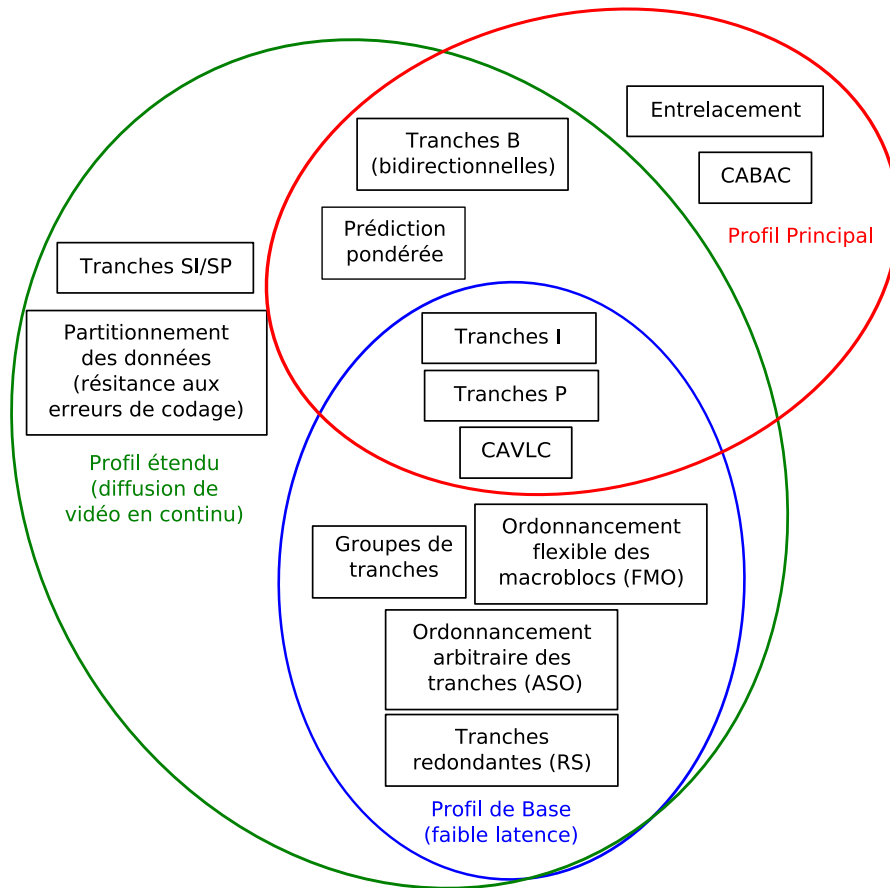 Entrelacement
Tranches B
(bidirectionnelles)
CABAC
Prédiction
pondérée
Profil Principal
Tranches SI/SP
Partitionnement
des données
(résitance aux
erreurs de codage)
Tranches I
Tranches P
CAVLC
Profil étendu
(diffusion de
vidéo en continu)
Groupes de
tranches
Ordonnancement
flexible des
macroblocs (FMO)
Ordonnancement
arbitraire des
tranches (ASO)
Tranches
redondantes (RS)
Profil de Base
(faible latence)